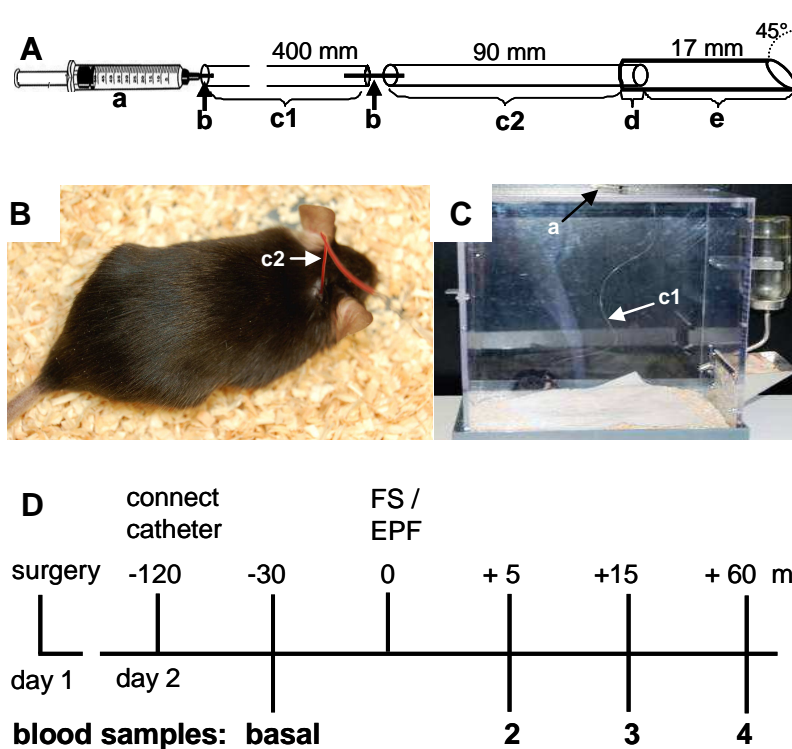 A
400 mm
90 mm
17 mm
45°
a
b
c1
b
c2
d
e
B
c2
C
a
c1
D
connect
catheter
FS /
EPF
surgery
-120
-30
0
+ 5
+15
+ 60
m
day 1
day 2
blood samples: basal
2
3
4